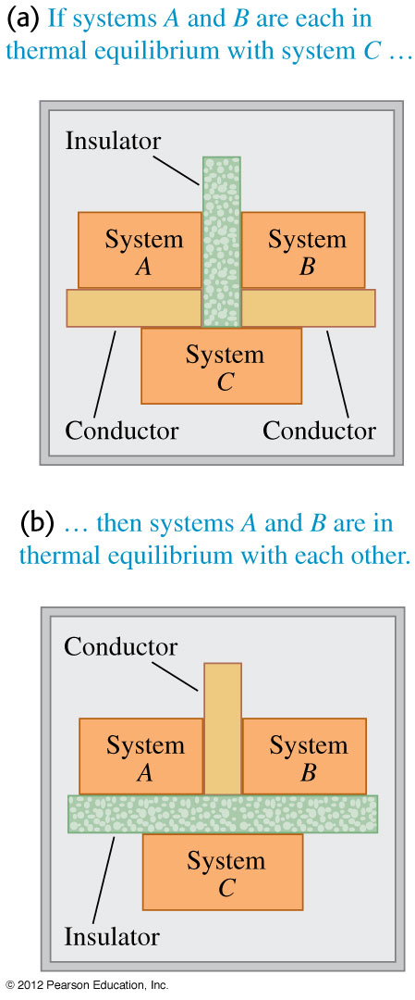 (a) If systems A and B are each in
thermal equilibrium with system C …
Insulator
System
A
System
B
System
C
Conductor
Conductor
(b) … then systems A and B are in
thermal equilibrium with each other.
Conductor
System
A
System
B
System
C
Insulator
© 2012 Pearson Education, Inc.